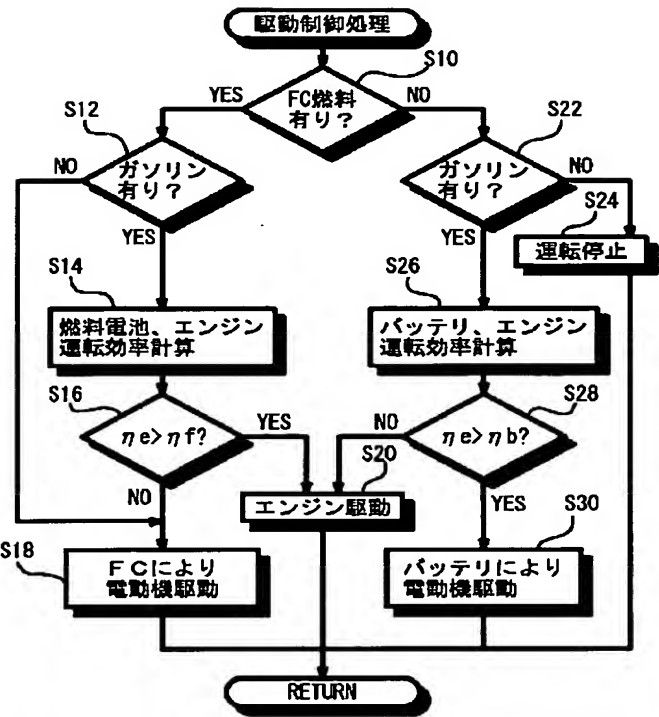 駆動制御処理
S10
FC燃料
有り?
YES
NO
S12
ガソリン
有り?
NO
YES
S22
ガソリン
有り?
NO
YES
S24
運転停止
S14
燃料電池、エンジン
運転効率計算
S26
バッテリ、エンジン
運転効率計算
S16
ηe>ηf?
YES
NO
S28
ηe>ηb?
NO
YES
S20
エンジン駆動
S18
FCにより
電動機駆動
S30
バッテリにより
電動機駆動
RETURN